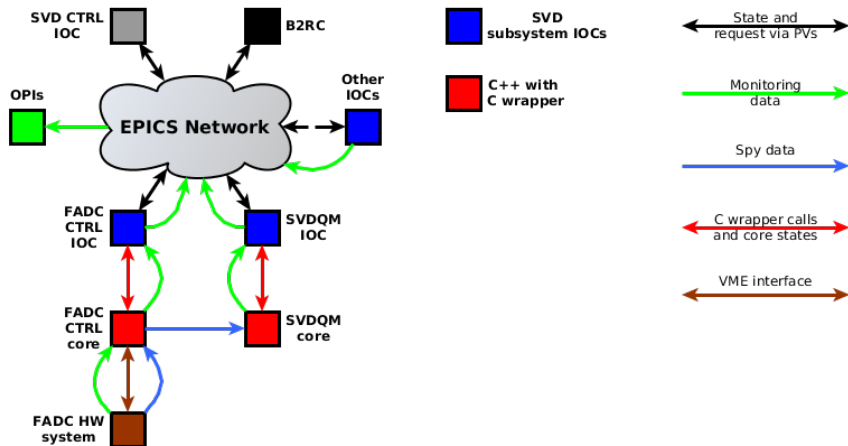 SVD CTRL
IOC
B2RC
OPIs
Other
IOCs
EPICS Network
FADC
CTRL
IOC
SVDQM
IOC
FADC
CTRL
core
SVDQM
core
FADC HW
system
SVD
subsystem IOCs
C++ with
C wrapper
State and
request via PVs
Monitoring
data
Spy data
C wrapper calls
and core states
VME interface